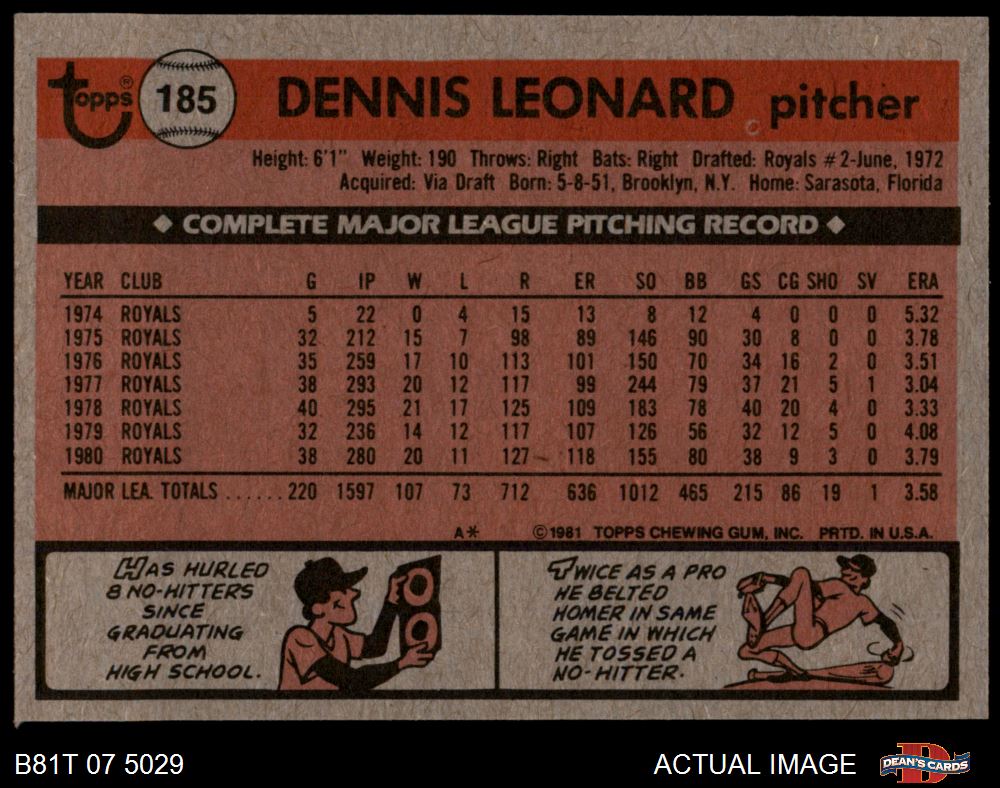 topps® 185 DENNIS LEONARD pitcher
Height: 6'1" Weight: 190 Throws: Right Bats: Right Drafted: Royals #2-June, 1972
Acquired: Via Draft Born: 5-8-51, Brooklyn, N.Y. Home: Sarasota, Florida
◆ COMPLETE MAJOR LEAGUE PITCHING RECORD ◆
YEAR CLUB G IP W L R ER SO BB GS CG SHO SV ERA
1974 ROYALS 5 22 0 4 15 13 8 12 4 0 0 0 5.32
1975 ROYALS 32 212 15 7 98 89 146 90 30 8 0 0 3.78
1976 ROYALS 35 259 17 10 113 101 150 70 34 16 2 0 3.51
1977 ROYALS 38 293 20 12 117 99 244 79 37 21 5 1 3.04
1978 ROYALS 40 295 21 17 125 109 183 78 40 20 4 0 3.33
1979 ROYALS 32 236 14 12 117 107 126 56 32 12 5 0 4.08
1980 ROYALS 38 280 20 11 127 118 155 80 38 9 3 0 3.79
MAJOR LEA. TOTALS ...... 220 1597 107 73 712 636 1012 465 215 86 19 1 3.58
A* ©1981 TOPPS CHEWING GUM, INC. PRTD. IN U.S.A.
HAS HURLED
8 NO-HITTERS
SINCE
GRADUATING
FROM
HIGH SCHOOL.
TWICE AS A PRO
HE BELTED
HOMER IN SAME
GAME IN WHICH
HE TOSSED A
NO-HITTER.
B81T 07 5029 ACTUAL IMAGE DEAN'S CARDS